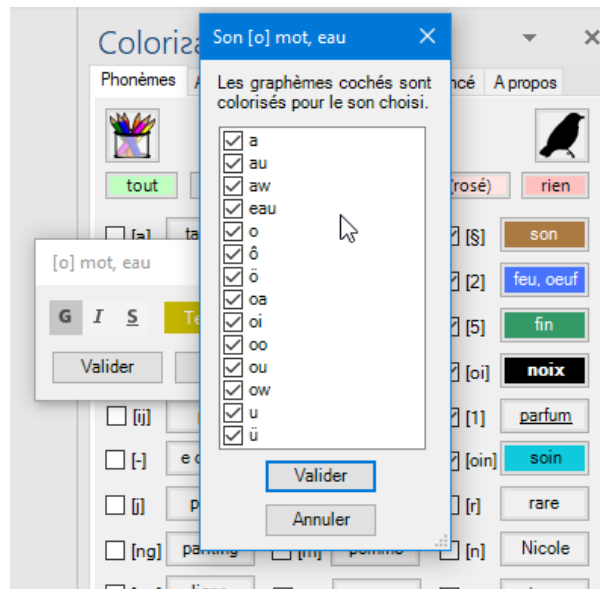 Coloris
Son [o] mot, eau
Phonèmes
ncé
A propos
Les graphèmes cochés sont
colorisés pour le son choisi.
tout
(rosé)
rien
a
au
aw
eau
o
ô
ö
oa
oi
oo
ou
ow
u
ü
Valider
Annuler
[a]
ta
[§]
son
[o] mot, eau
[2]
feu, oeuf
G I S
Te
[5]
fin
Valider
[oi]
noix
[ij]
[1]
parfum
[-]
e c
[oin]
soin
[j]
p
[r]
rare
[ng]
parking
[m]
pomme
[n]
Nicole